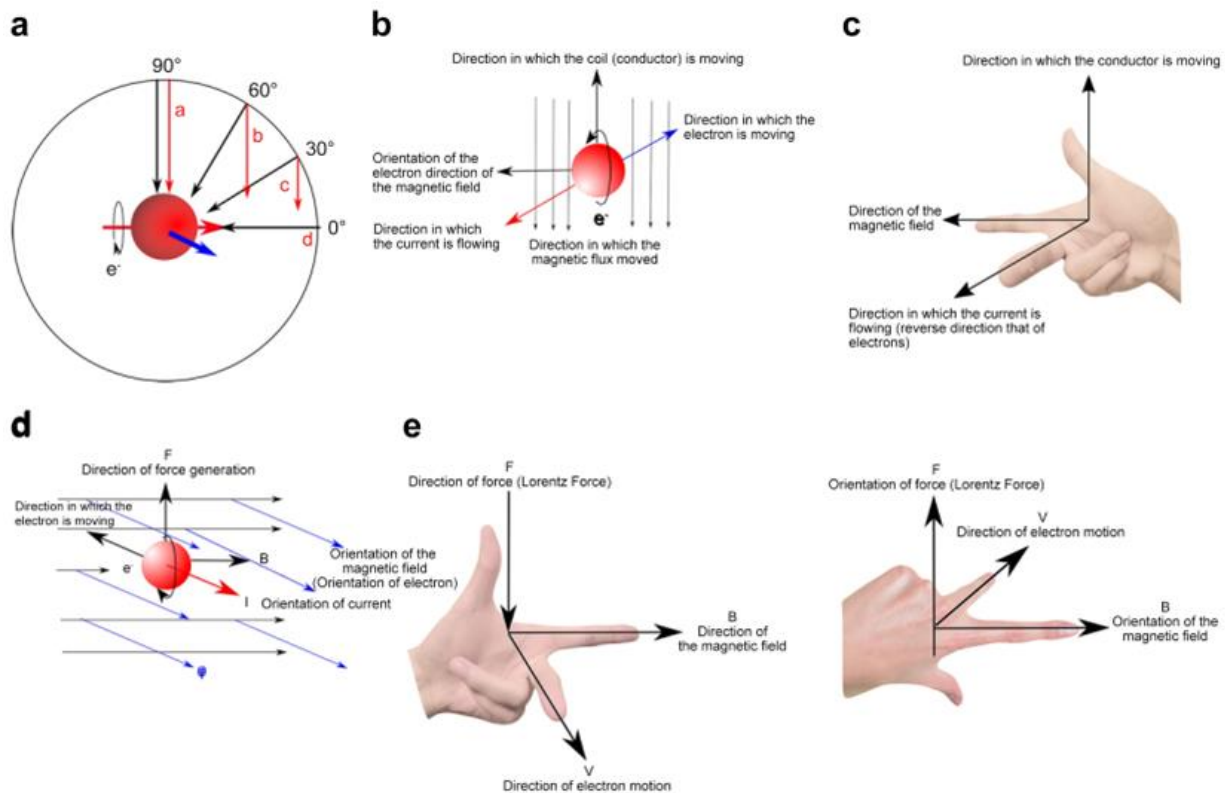 a
90°
60°
30°
0°
a
b
c
d
e-
b
Direction in which the coil (conductor) is moving
Direction in which the
electron is moving
Orientation of the
electron direction of
the magnetic field
e-
Direction in which
the current is flowing
Direction in which the
magnetic flux moved
c
Direction in which the conductor is moving
Direction of the
magnetic field
Direction in which the current is
flowing (reverse direction that of
electrons)
d
F
Direction of force generation
Direction in which the
electron is moving
e-
B
Orientation of the
magnetic field
(Orientation of electron)
I
Orientation of current
φ
e
F
Direction of force (Lorentz Force)
B
Direction of
the magnetic field
V
Direction of electron motion
F
Orientation of force (Lorentz Force)
V
Direction of electron motion
B
Orientation of the
magnetic field